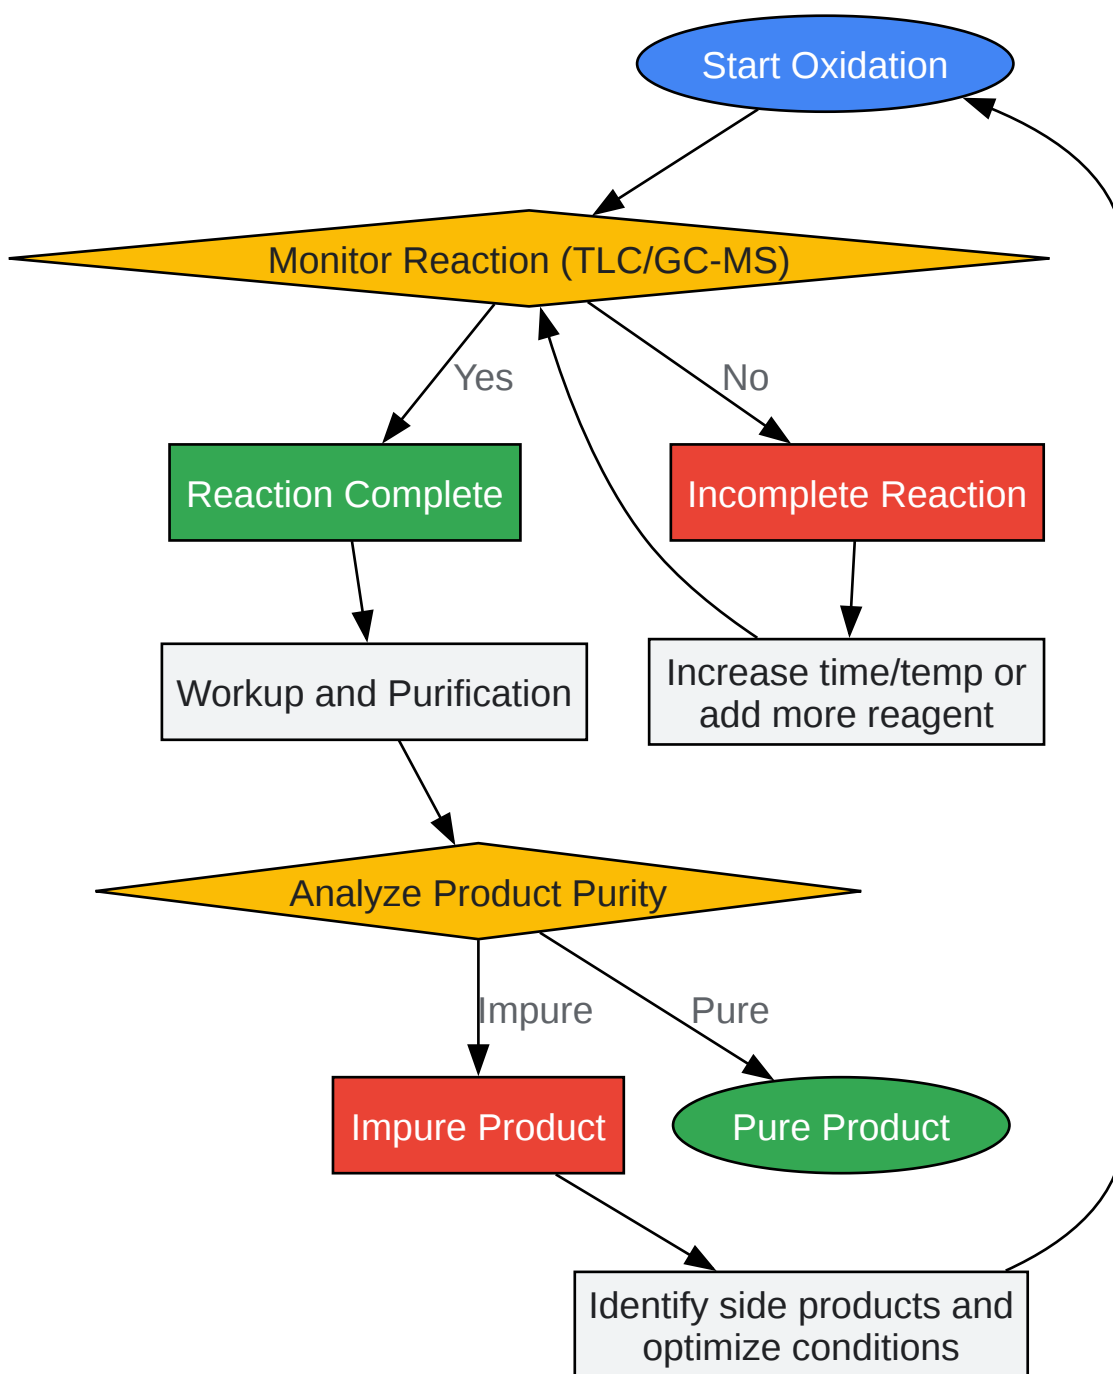 Start Oxidation
Monitor Reaction (TLC/GC-MS)
Yes
No
Reaction Complete
Incomplete Reaction
Workup and Purification
Increase time/temp or
add more reagent
Analyze Product Purity
Impure
Pure
Impure Product
Pure Product
Identify side products and
optimize conditions